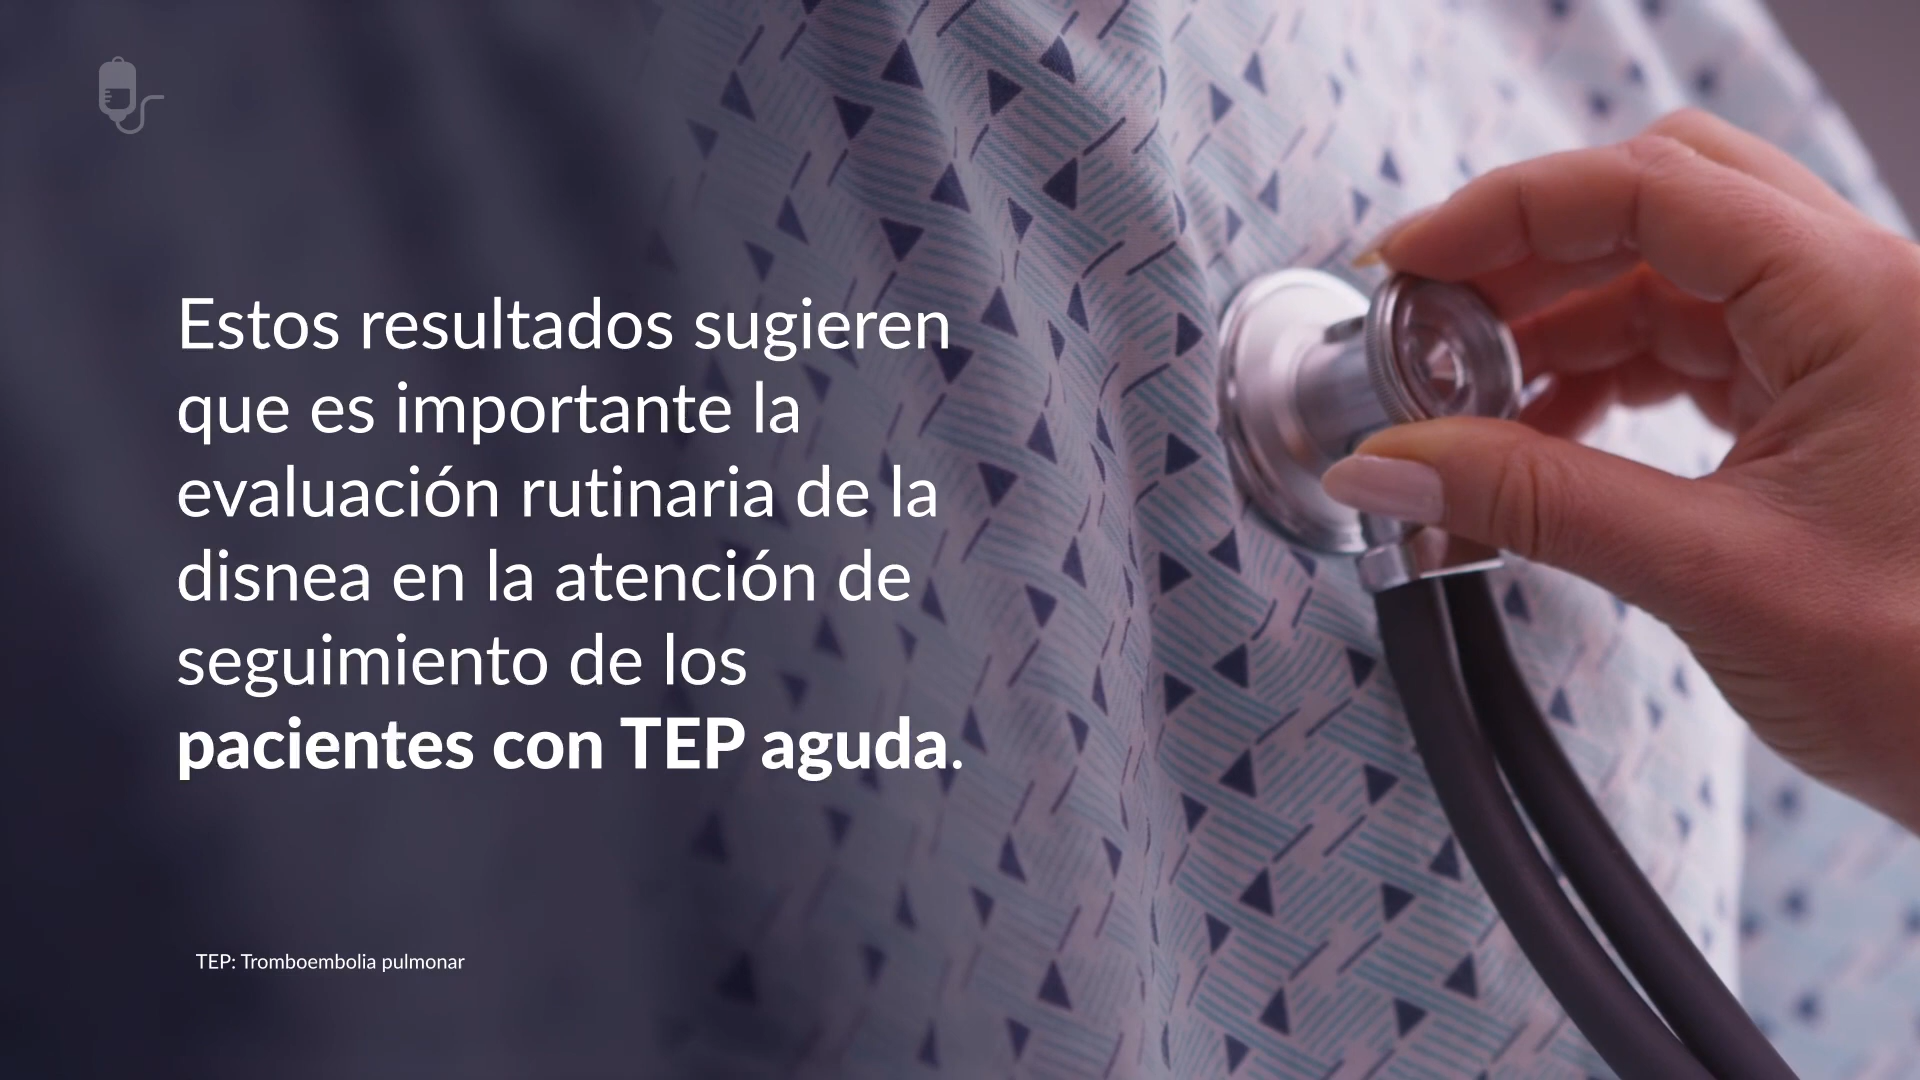 Estos resultados sugieren
que es importante la
evaluación rutinaria de la
disnea en la atención de
seguimiento de los
pacientes con TEP aguda.
TEP: Tromboembolia pulmonar